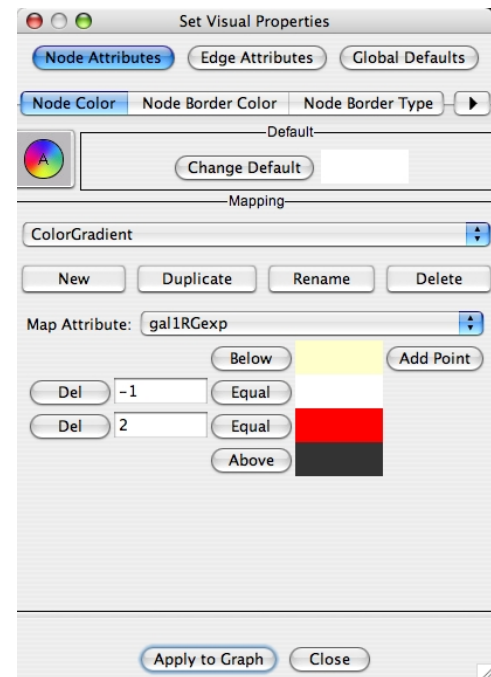 Set Visual Properties
Node Attributes Edge Attributes Global Defaults
Node Color Node Border Color Node Border Type
Default
A Change Default
Mapping
ColorGradient
New Duplicate Rename Delete
Map Attribute: gal1RGexp
Below Add Point
Del -1 Equal
Del 2 Equal
Above
Apply to Graph Close